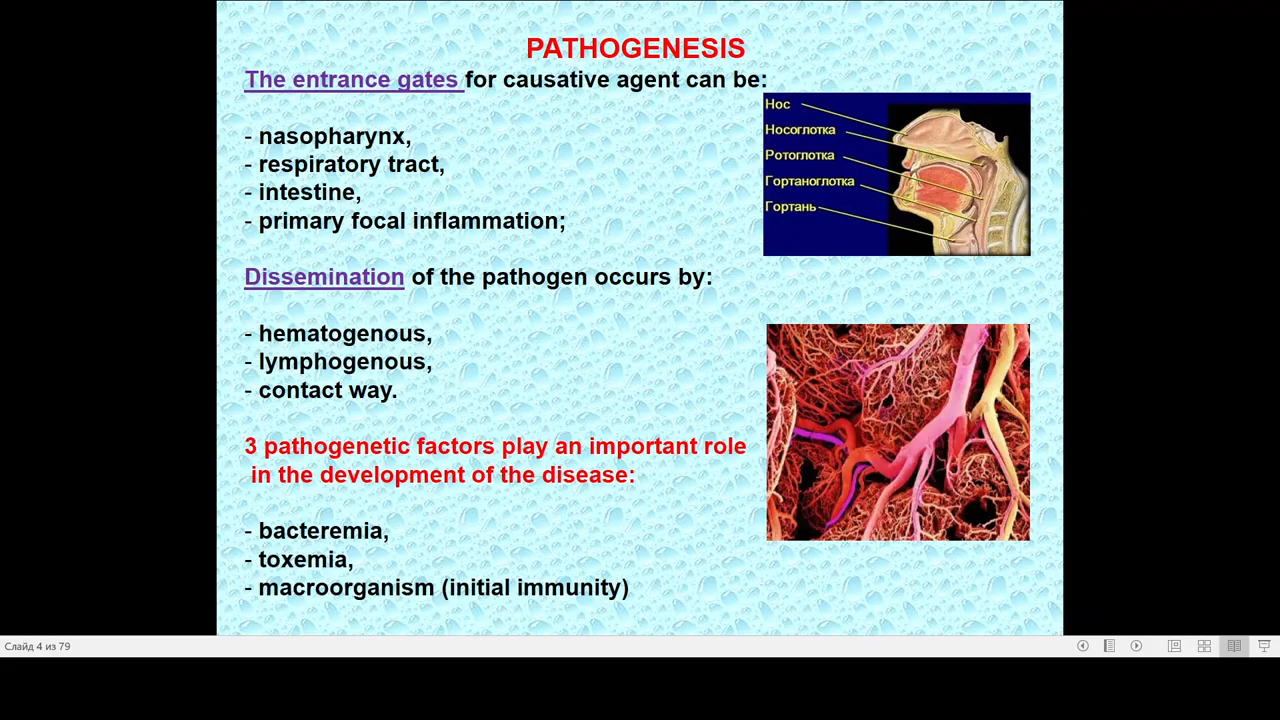 PATHOGENESIS
The entrance gates for causative agent can be:
- nasopharynx,
- respiratory tract,
- intestine,
- primary focal inflammation;
Нос
Носоглотка
Ротоглотка
Гортаноглотка
Гортань
Dissemination of the pathogen occurs by:
- hematogenous,
- lymphogenous,
- contact way.
3 pathogenetic factors play an important role
in the development of the disease:
- bacteremia,
- toxemia,
- macroorganism (initial immunity)
Слайд 4 из 79